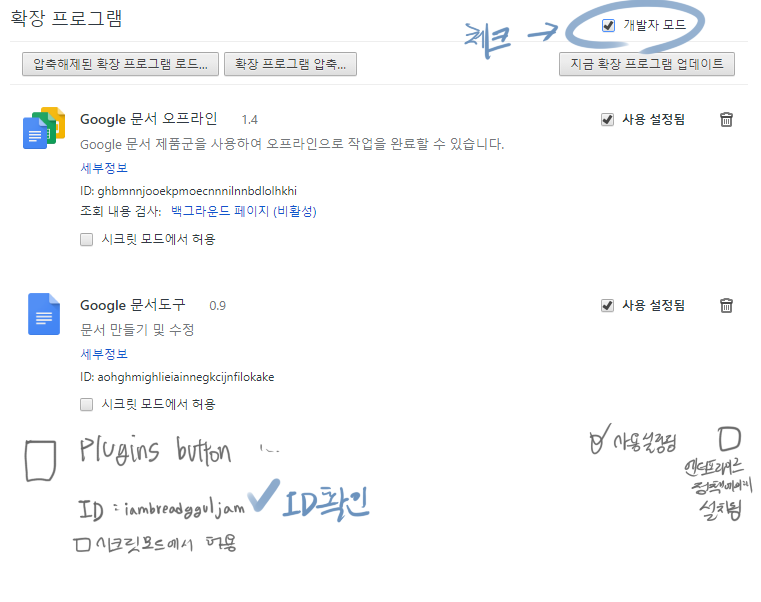 확장 프로그램
체크 → 개발자 모드
압축해제된 확장 프로그램 로드... 확장 프로그램 압축... 지금 확장 프로그램 업데이트
Google 문서 오프라인 1.4 사용 설정됨
Google 문서 제품군을 사용하여 오프라인으로 작업을 완료할 수 있습니다.
세부정보
ID: ghbmnnjooekpmoecnnnilnnbdlolhkhi
조회 내용 검사: 백그라운드 페이지 (비활성)
시크릿 모드에서 허용
Google 문서도구 0.9 사용 설정됨
문서 만들기 및 수정
세부정보
ID: aohghmighlieiainnegkcijnfilokake
시크릿 모드에서 허용
Plugins button ... 사용설정됨
엔터프라이즈
정책에의해
설치됨
ID : iambreadgguljam ID확인
시크릿모드에서 허용